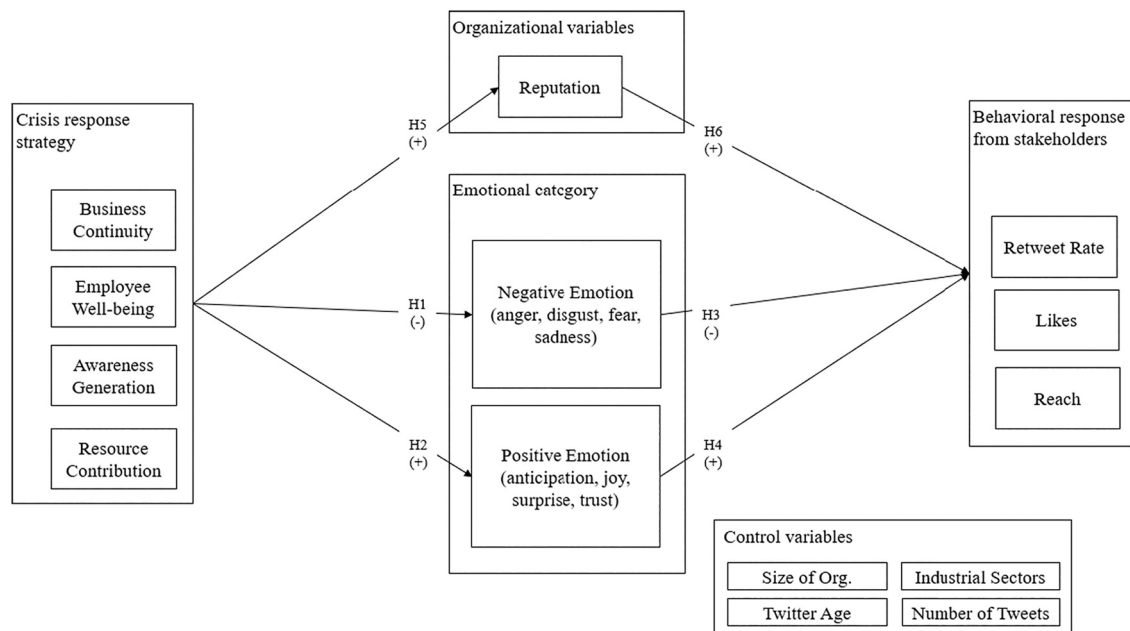 Organizational variables
Reputation
Crisis response
strategy
Business
Continuity
Employee
Well-being
Awareness
Generation
Resource
Contribution
H5
(+)
H6
(+)
Emotional category
Negative Emotion
(anger, disgust, fear,
sadness)
H1
(-)
H3
(-)
Positive Emotion
(anticipation, joy,
surprise, trust)
H2
(+)
H4
(+)
Behavioral response
from stakeholders
Retweet Rate
Likes
Reach
Control variables
Size of Org.
Industrial Sectors
Twitter Age
Number of Tweets